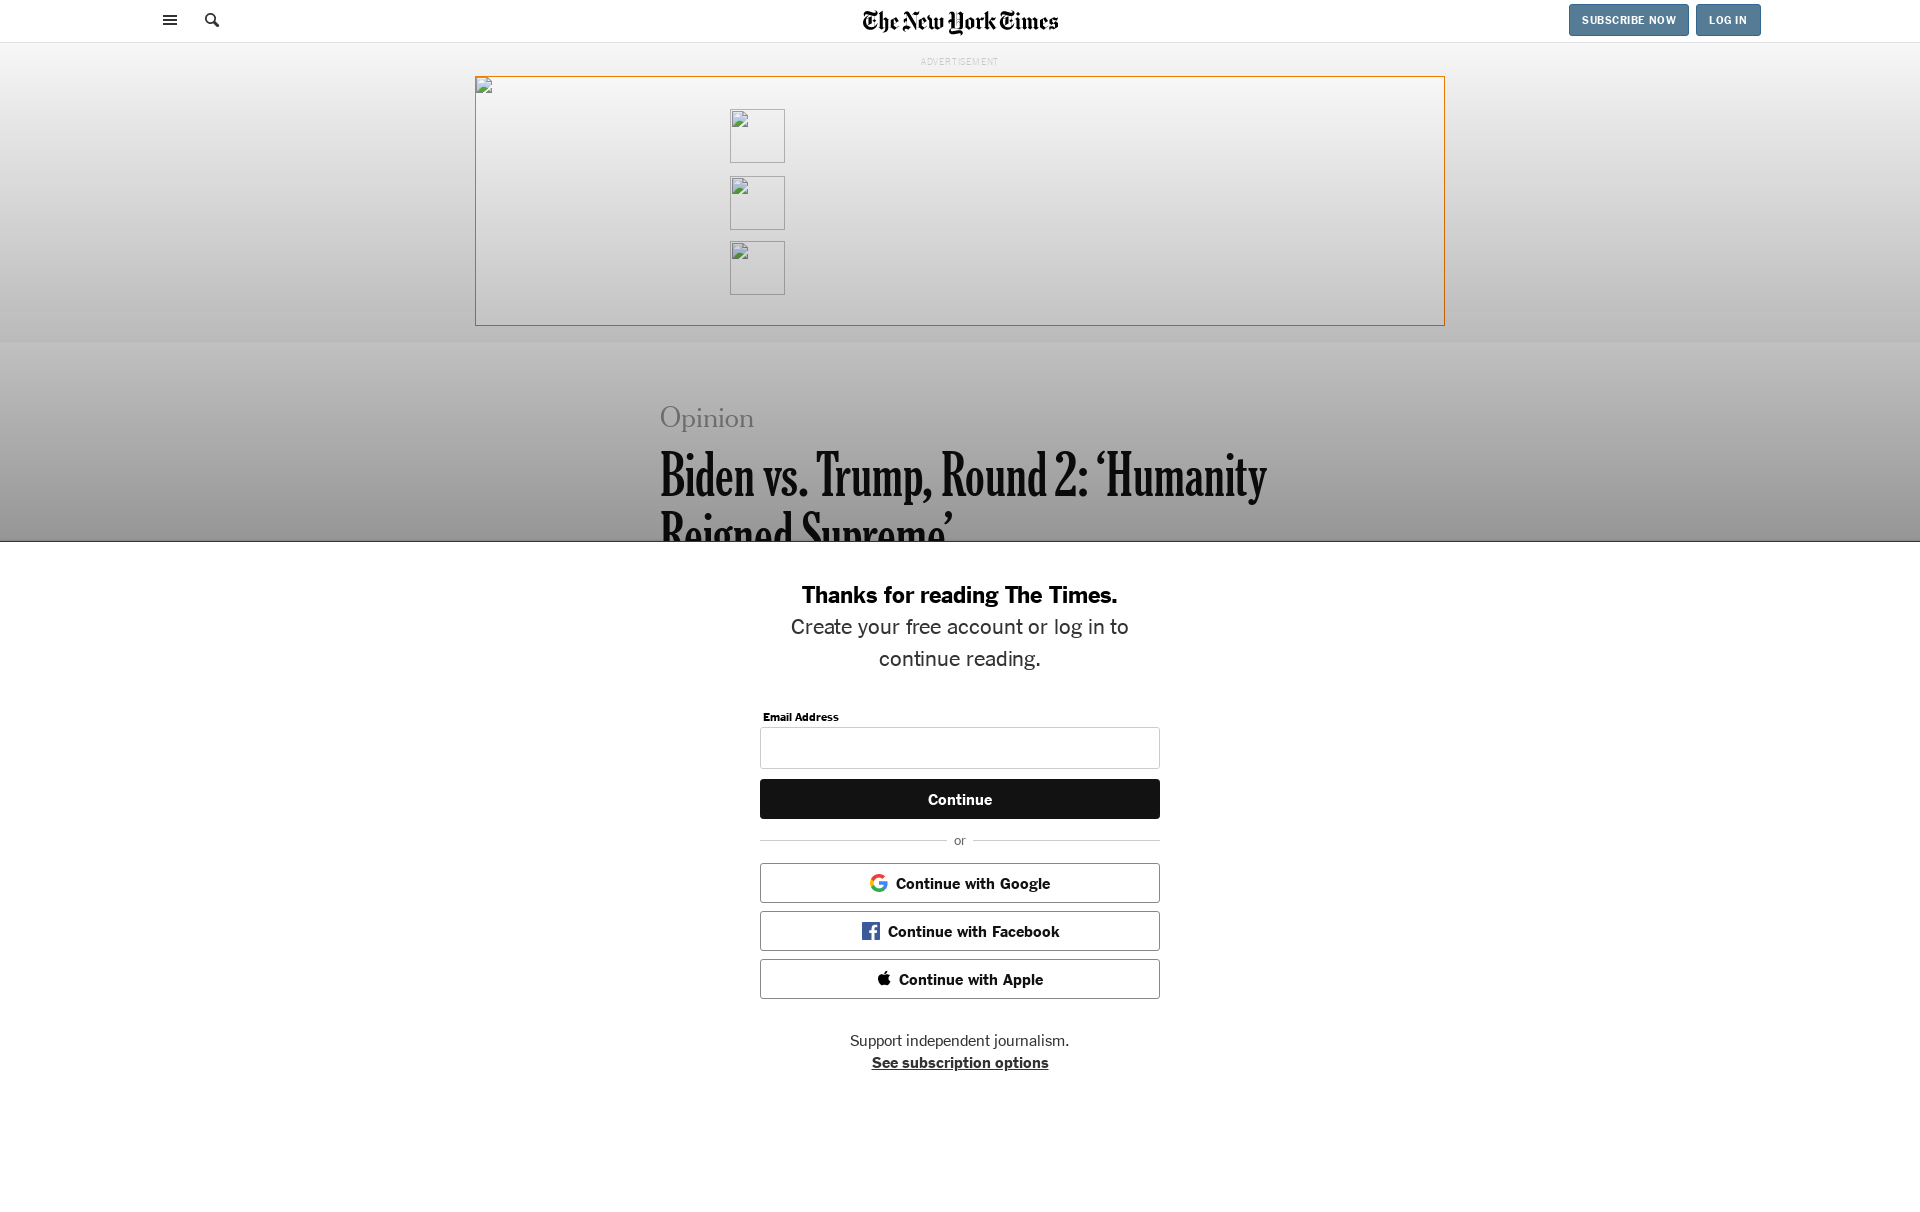 The New York Times
SUBSCRIBE NOW
LOG IN
ADVERTISEMENT
Opinion
Biden vs. Trump, Round 2: ‘Humanity
Reigned Supreme’
Thanks for reading The Times.
Create your free account or log in to
continue reading.
Email Address
Continue
or
Continue with Google
Continue with Facebook
Continue with Apple
Support independent journalism.
See subscription options